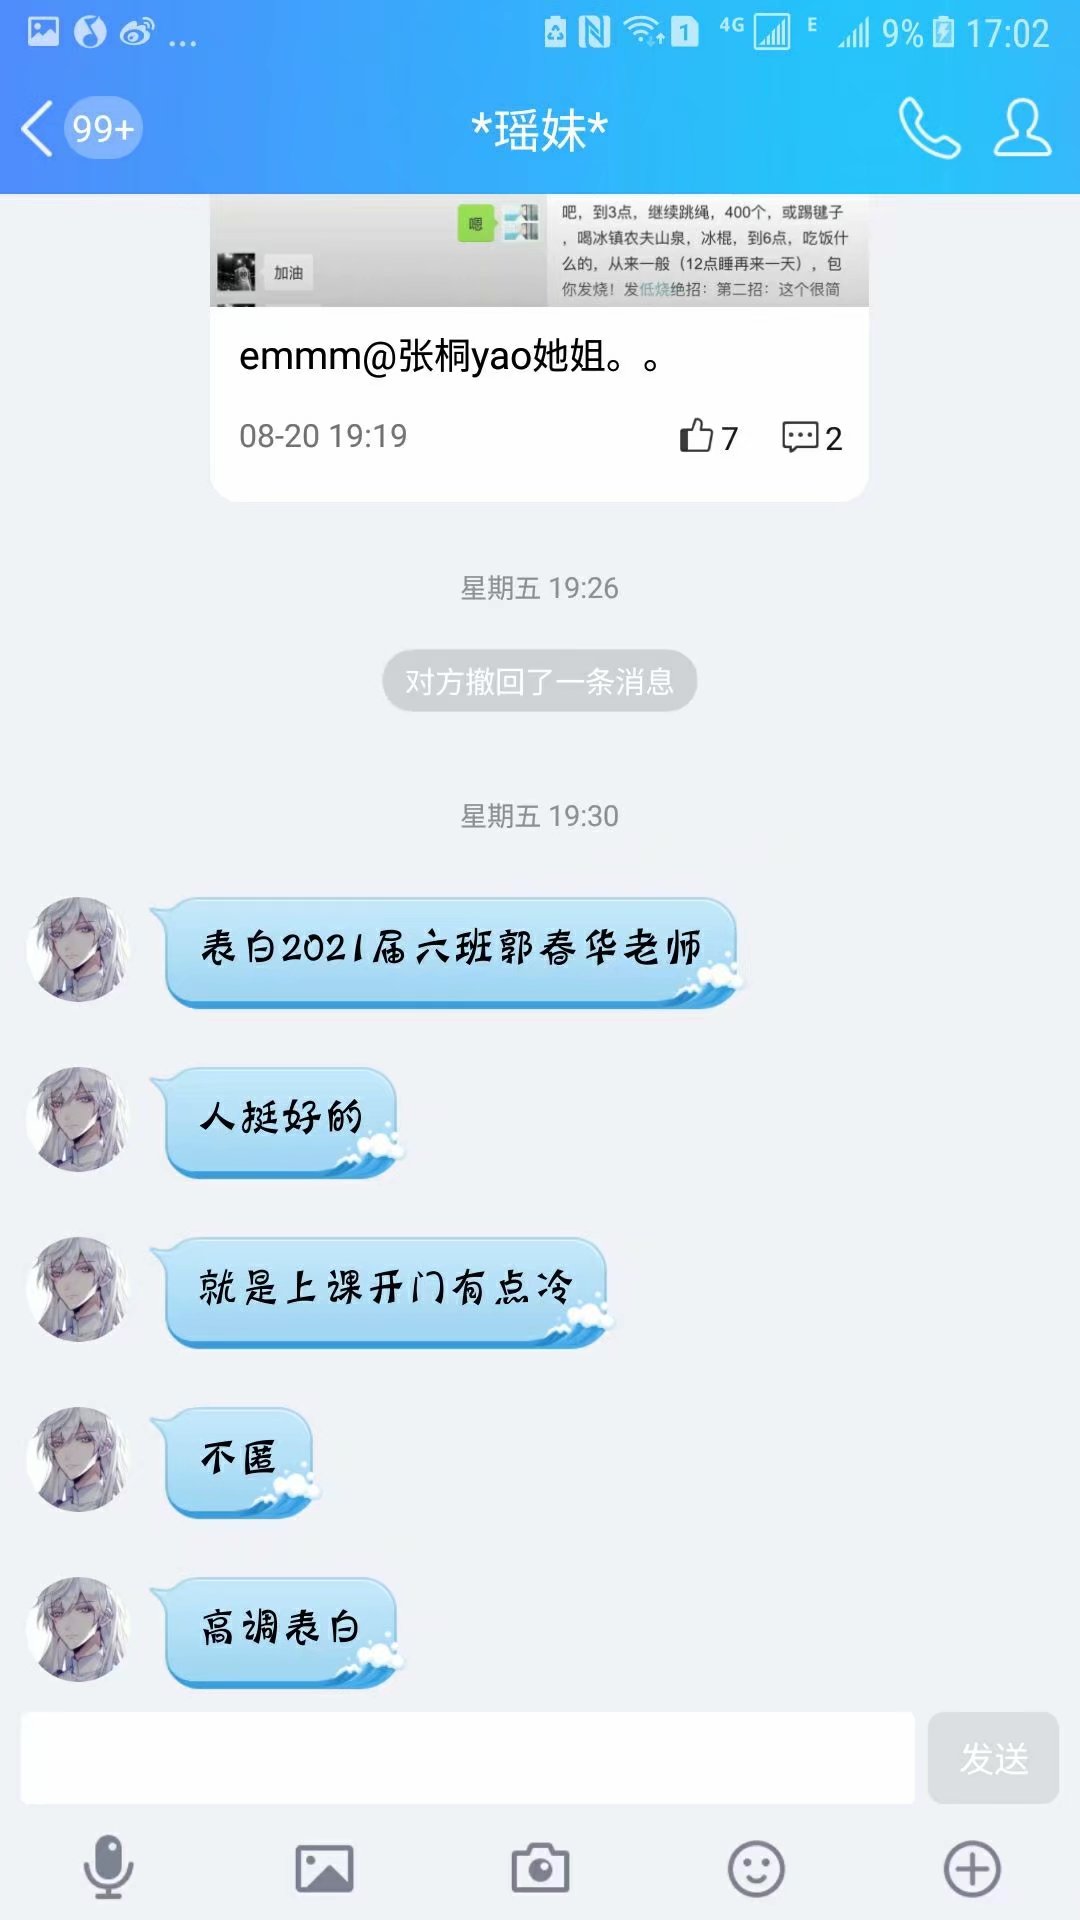 1 4G E 9% 17:02
99+ *瑶妹*
嗯
加油
吧，到3点，继续跳绳，400个，或踢毽子
，喝冰镇农夫山泉，冰棍，到6点，吃饭什
么的，从来一般（12点睡再来一天），包
你发烧！发低烧绝招：第二招：这个很简
emmm@张桐yao她姐。。
08-20 19:19 7 2
星期五 19:26
对方撤回了一条消息
星期五 19:30
表白2021届六班郭春华老师
人挺好的
就是上课开门有点冷
不匿
高调表白
发送